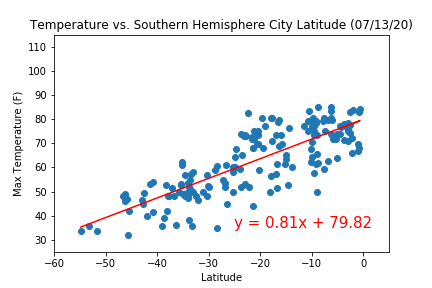 Temperature vs. Southern Hemisphere City Latitude (07/13/20)
110
100
90
80
70
60
50
40
30
Max Temperature (F)
y = 0.81x + 79.82
−60 −50 −40 −30 −20 −10 0
Latitude